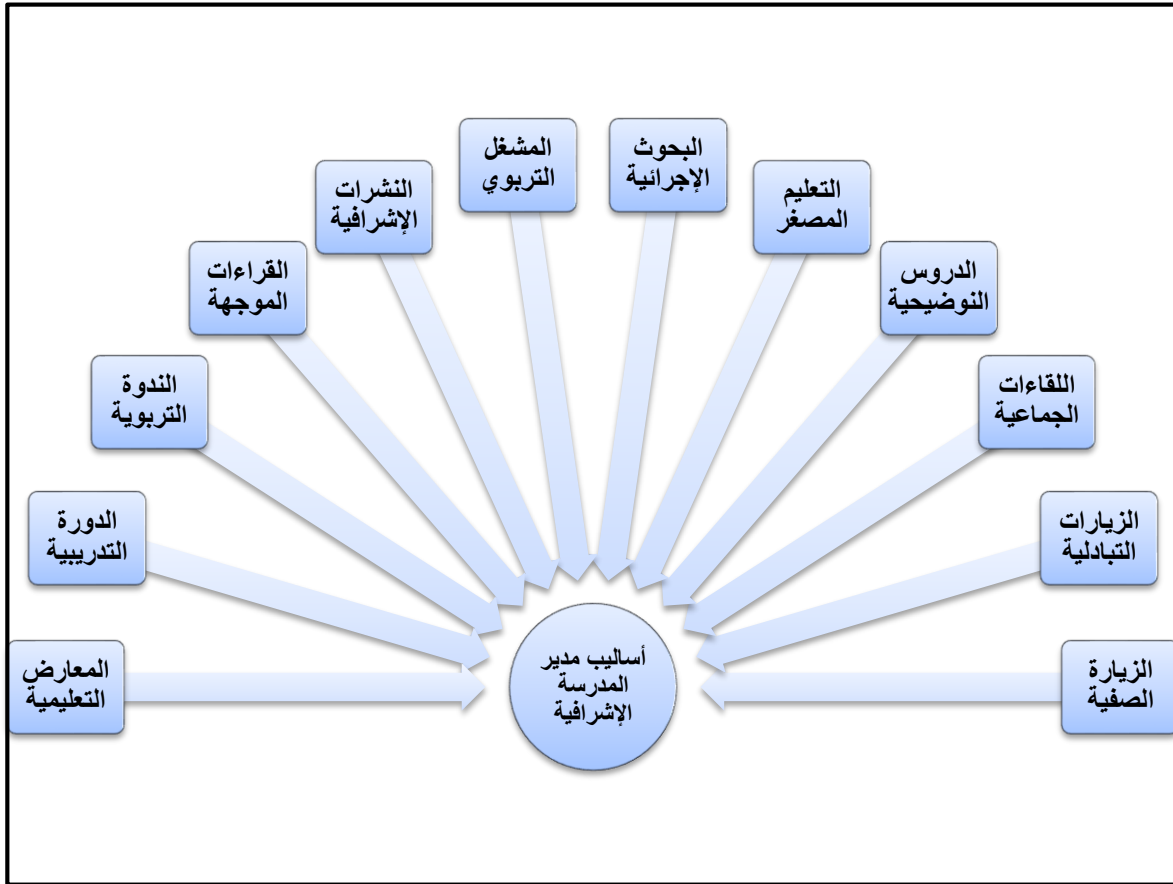 الزيارة
الصفية
الزيارات
التبادلية
اللقاءات
الجماعية
الدروس
النوضيحية
التعليم
المصغر
البحوث
الإجرائية
المشغل
التربوي
النشرات
الإشرافية
القراءات
الموجهة
الندوة
التربوية
الدورة
التدريبية
المعارض
التعليمية
أساليب مدير
المدرسة
الإشرافية